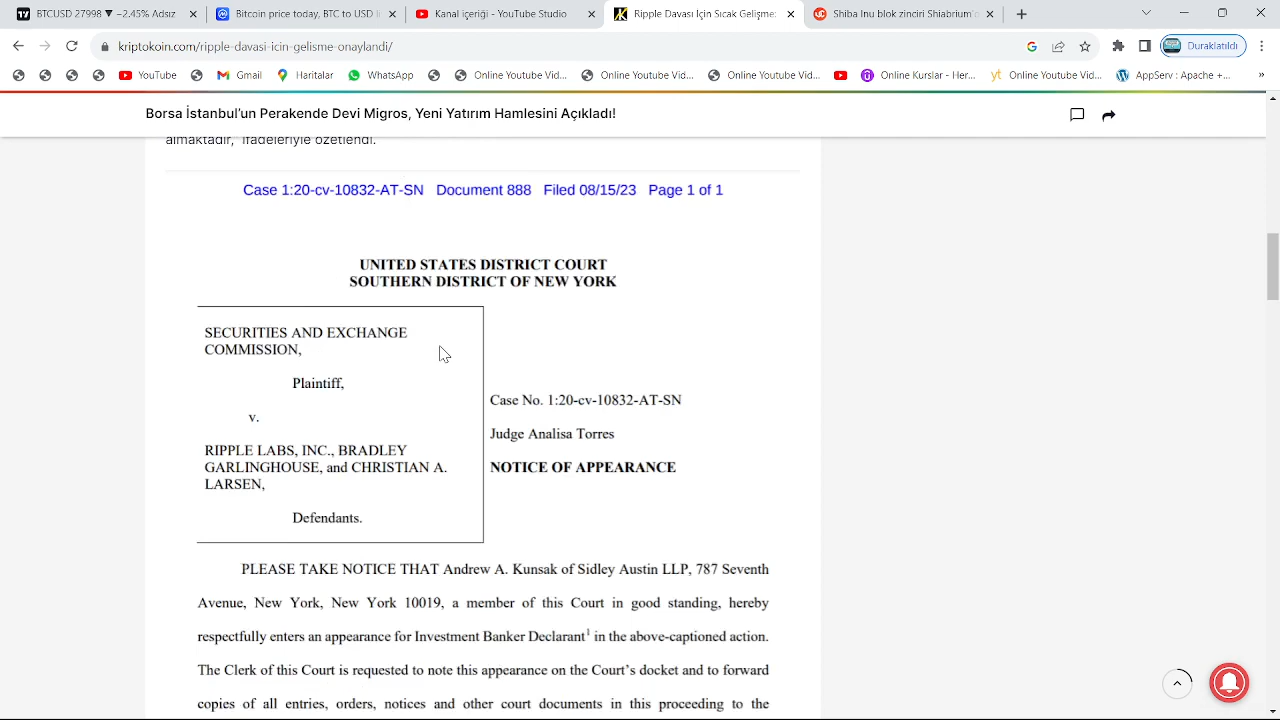 BTCUSD 27998 ▼ −2.45% Adsız
Bitcoin price today, BTC to USD li
Kanal içeriği - YouTube Studio
Ripple Davası İçin Sıcak Gelişme:
Shiba Inu blok zinciri Shabrium'd
kriptokoin.com/ripple-davasi-icin-gelisme-onaylandi/
Duraklatıldı
YouTube
Gmail
Haritalar
WhatsApp
Online Youtube Vid...
Online Youtube Vid...
Online Youtube Vid...
Online Kurslar - Her...
yt Online Youtube Vid...
AppServ : Apache +...
»
Borsa İstanbul'un Perakende Devi Migros, Yeni Yatırım Hamlesini Açıkladı!
almaktadır," ifadeleriyle özetlendi.
Case 1:20-cv-10832-AT-SN Document 888 Filed 08/15/23 Page 1 of 1
UNITED STATES DISTRICT COURT
SOUTHERN DISTRICT OF NEW YORK
SECURITIES AND EXCHANGE
COMMISSION,
Plaintiff,
v.
RIPPLE LABS, INC., BRADLEY
GARLINGHOUSE, and CHRISTIAN A.
LARSEN,
Defendants.
Case No. 1:20-cv-10832-AT-SN
Judge Analisa Torres
NOTICE OF APPEARANCE
PLEASE TAKE NOTICE THAT Andrew A. Kunsak of Sidley Austin LLP, 787 Seventh
Avenue, New York, New York 10019, a member of this Court in good standing, hereby
respectfully enters an appearance for Investment Banker Declarant¹ in the above-captioned action.
The Clerk of this Court is requested to note this appearance on the Court's docket and to forward
copies of all entries, orders, notices and other court documents in this proceeding to the